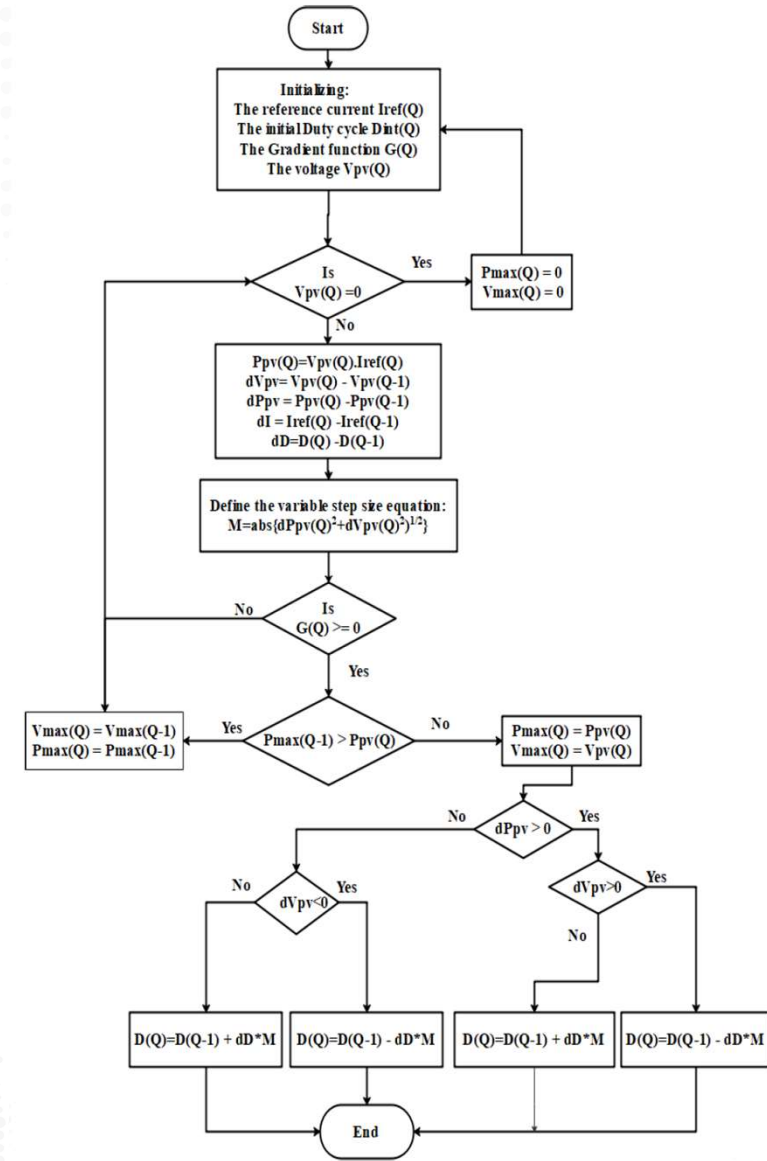 Start
Initializing:
The reference current Iref(Q)
The initial Duty cycle Dint(Q)
The Gradient function G(Q)
The voltage Vpv(Q)
Is
Vpv(Q) =0
Yes
Pmax(Q) = 0
Vmax(Q) = 0
No
Ppv(Q)=Vpv(Q).Iref(Q)
dVpv= Vpv(Q) - Vpv(Q-1)
dPpv = Ppv(Q) -Ppv(Q-1)
dI = Iref(Q) -Iref(Q-1)
dD=D(Q) -D(Q-1)
Define the variable step size equation:
M=abs{dPpv(Q)²+dVpv(Q)²)^1/2}
No
Is
G(Q) >= 0
Yes
Vmax(Q) = Vmax(Q-1)
Pmax(Q) = Pmax(Q-1)
Yes
Pmax(Q-1) > Ppv(Q)
No
Pmax(Q) = Ppv(Q)
Vmax(Q) = Vpv(Q)
No
dPpv > 0
Yes
No
dVpv<0
Yes
dVpv>0
Yes
No
D(Q)=D(Q-1) + dD*M
D(Q)=D(Q-1) - dD*M
D(Q)=D(Q-1) + dD*M
D(Q)=D(Q-1) - dD*M
End